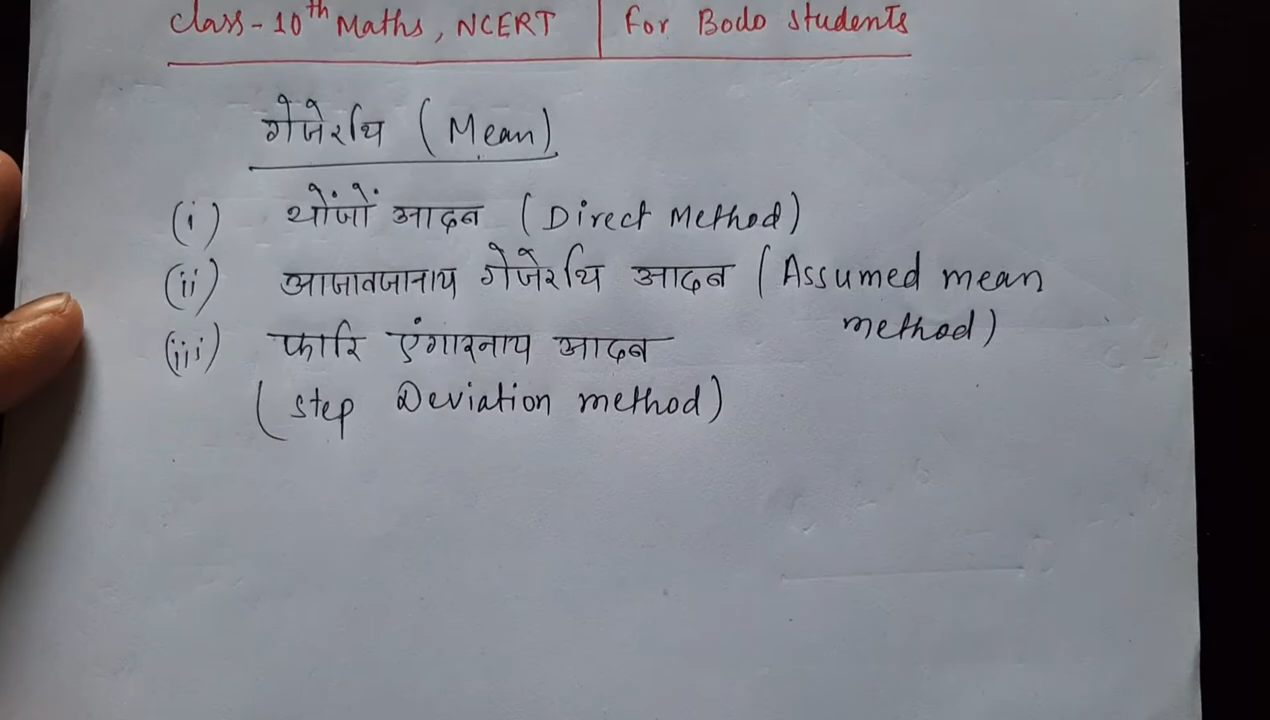 Class-10th Maths, NCERT | For Bodo students
गेजेरथि (Mean)
(i) थोंजों आदब (Direct Method)
(ii) आजावजानाय गेजेरथि आदब (Assumed mean
method)
(iii) फारि एंगारनाय आदब
(Step Deviation method)